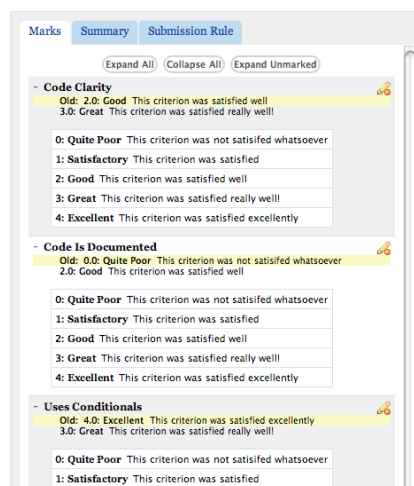 Marks Summary Submission Rule
Expand All Collapse All Expand Unmarked
- Code Clarity
Old: 2.0: Good This criterion was satisfied well
3.0: Great This criterion was satisfied really well!
0: Quite Poor This criterion was not satisifed whatsoever
1: Satisfactory This criterion was satisfied
2: Good This criterion was satisfied well
3: Great This criterion was satisfied really well!
4: Excellent This criterion was satisfied excellently
- Code Is Documented
Old: 0.0: Quite Poor This criterion was not satisifed whatsoever
2.0: Good This criterion was satisfied well
0: Quite Poor This criterion was not satisifed whatsoever
1: Satisfactory This criterion was satisfied
2: Good This criterion was satisfied well
3: Great This criterion was satisfied really well!
4: Excellent This criterion was satisfied excellently
- Uses Conditionals
Old: 4.0: Excellent This criterion was satisfied excellently
3.0: Great This criterion was satisfied really well!
0: Quite Poor This criterion was not satisifed whatsoever
1: Satisfactory This criterion was satisfied